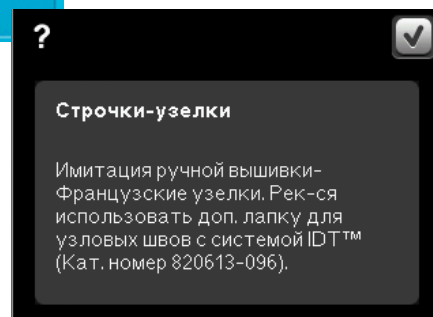 ?
Строчки-узелки
Имитация ручной вышивки-
Французские узелки. Рек-ся
использовать доп. лапку для
узловых швов с системой IDT™
(Кат. номер 820613-096).